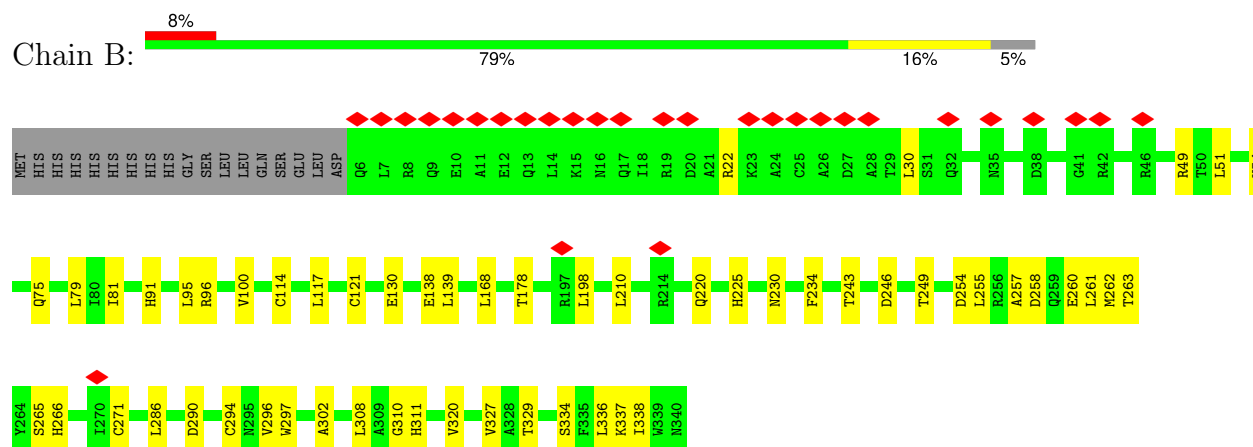 8%
Chain B:
79% 16% 5%
MET HIS HIS HIS HIS HIS HIS HIS HIS GLY SER LEU LEU GLN SER GLU LEU ASP Q6 L7 R8 Q9 E10 A11 E12 Q13 L14 K15 N16 Q17 I18 R19 D20 A21 R22 K23 A24 C25 A26 D27 A28 T29 L30 S31 Q32 N35 D38 G41 R42 R46 R49 T50 L51
Q75 L79 I80 I81 H91 L95 R96 V100 C114 L117 C121 E130 E138 L139 L168 T178 R197 L198 L210 R214 Q220 H225 N230 F234 T243 D246 T249 D254 L255 R256 A257 D258 Q259 E260 L261 M262 T263
Y264 S265 H266 I270 C271 L286 D290 C294 N295 V296 W297 A302 L308 A309 G310 H311 V320 V327 A328 T329 S334 F335 L336 K337 I338 W339 N340